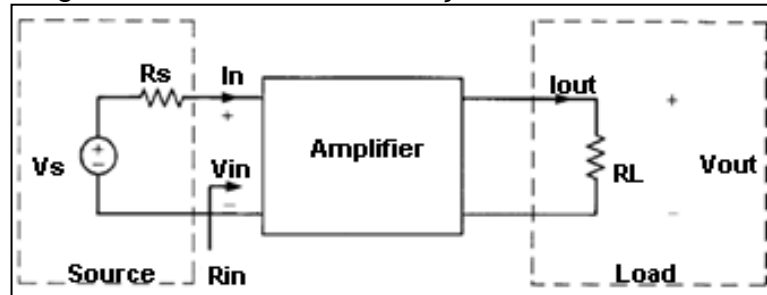 Rs
In
Iout
+
+
+
Amplifier
Vs
Vin
RL
Vout
Source
Rin
Load